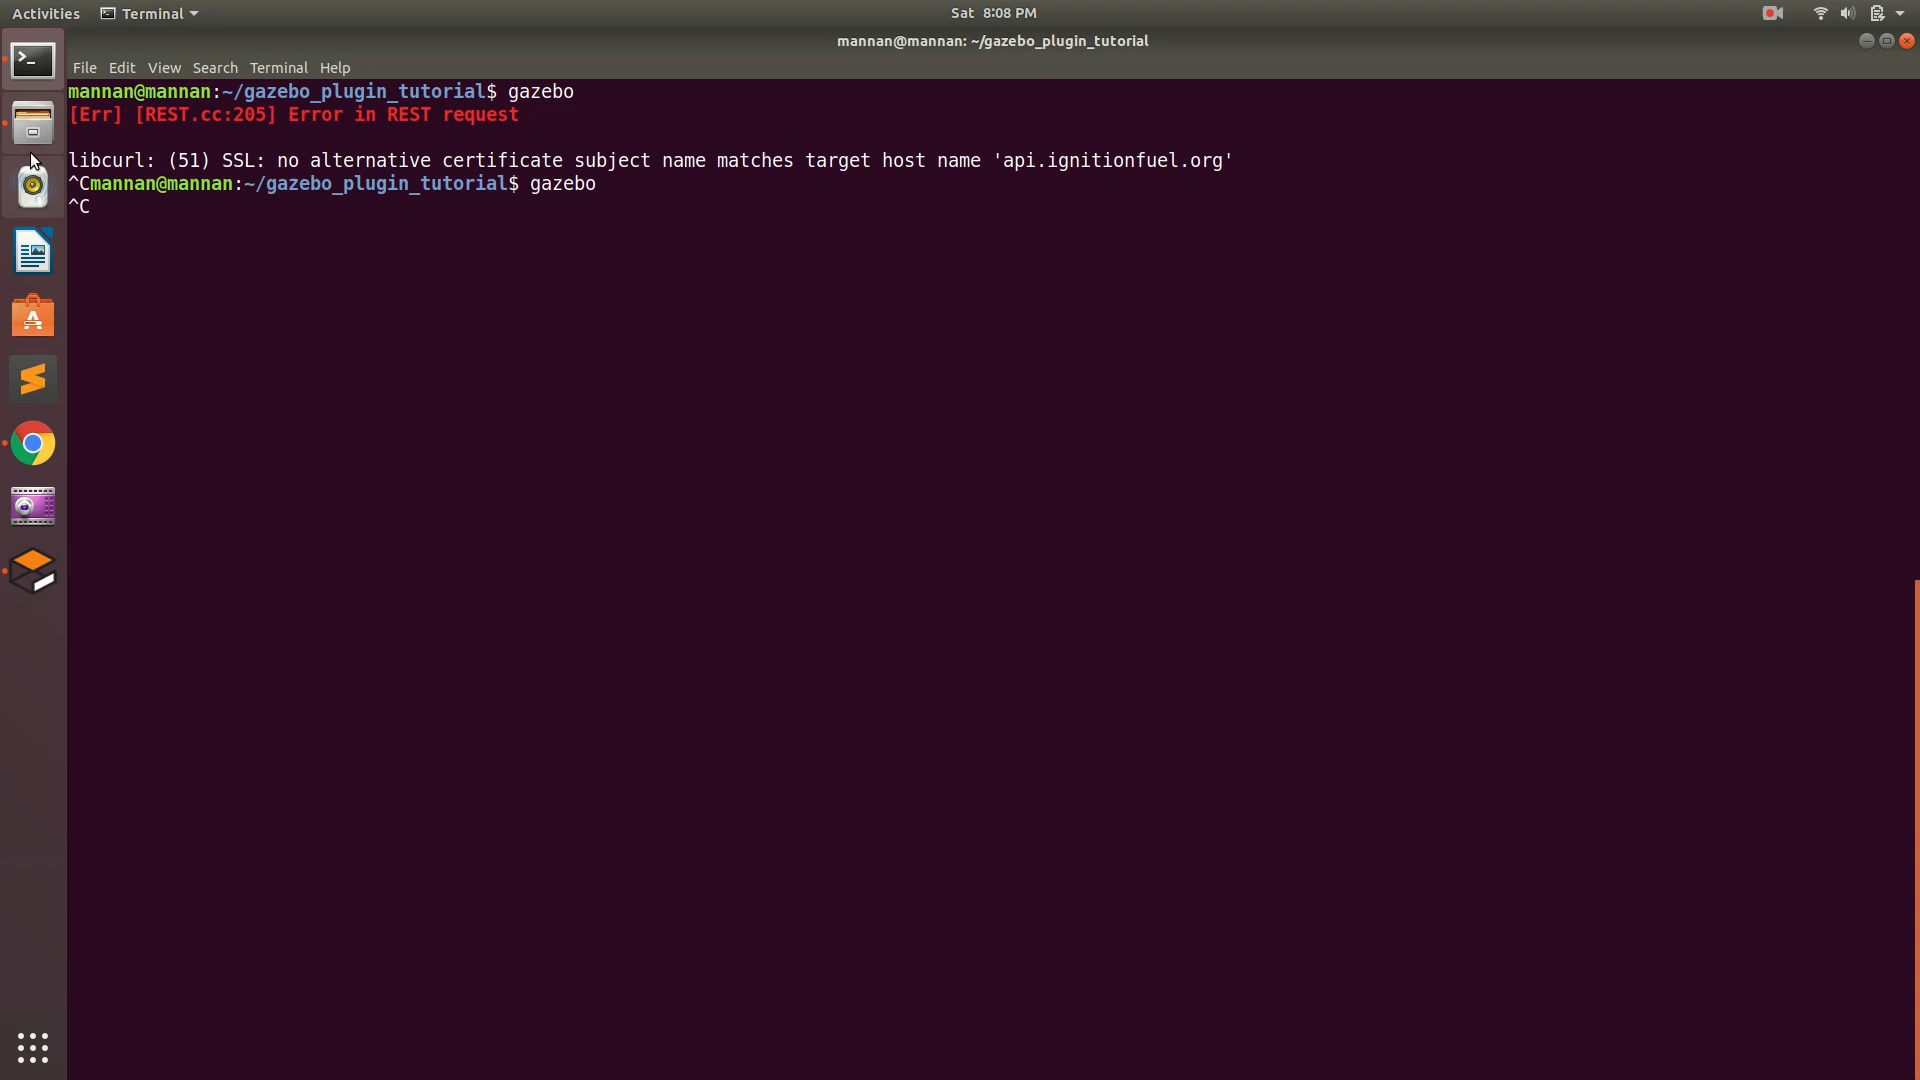 Activities Terminal Sat 8:08 PM
mannan@mannan: ~/gazebo_plugin_tutorial
File Edit View Search Terminal Help
mannan@mannan:~/gazebo_plugin_tutorial$ gazebo
[Err] [REST.cc:205] Error in REST request
libcurl: (51) SSL: no alternative certificate subject name matches target host name 'api.ignitionfuel.org'
^Cmannan@mannan:~/gazebo_plugin_tutorial$ gazebo
^C